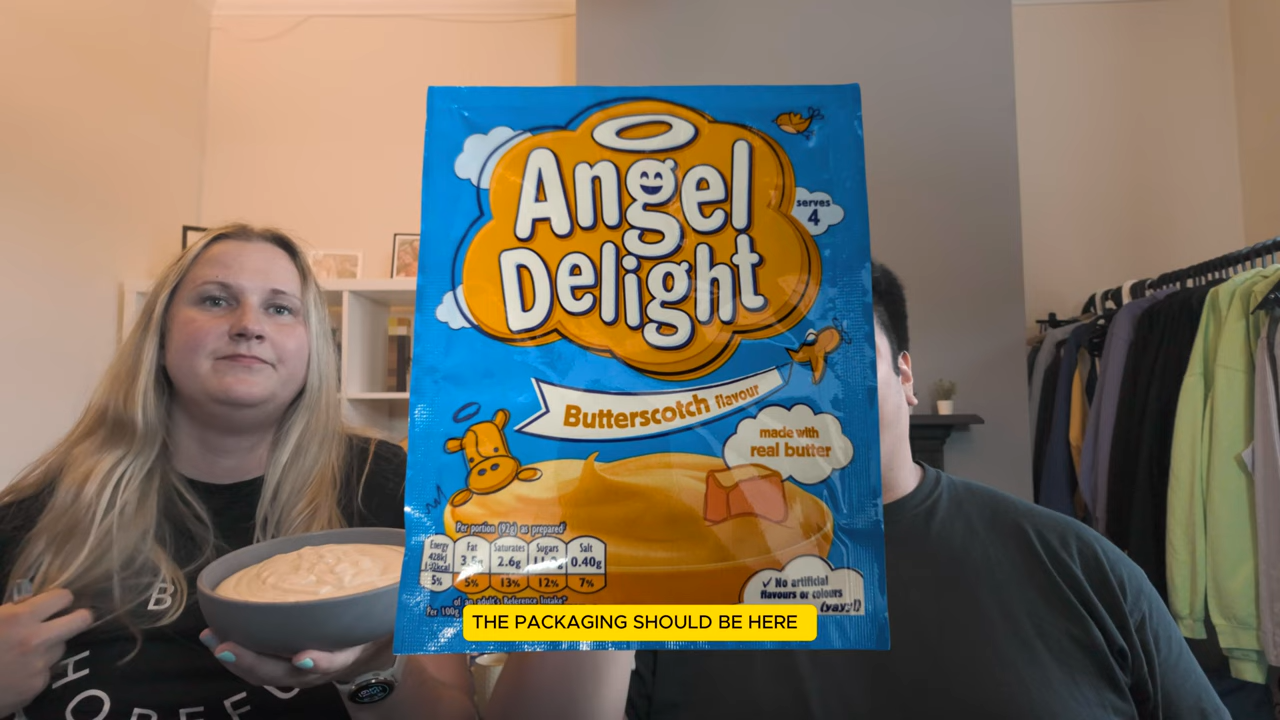 Angel
Delight
serves
4
Butterscotch flavour
made with
real butter
Per portion (92g) as prepared
Energy Fat Saturates Sugars Salt
428kJ
2.6g 0.40g
5% 5% 13% 12% 7%
of an adult's Reference Intake*
Per 100g
✓ No artificial
flavours or colours
(yay!)
THE PACKAGING SHOULD BE HERE
B
HOPEFU